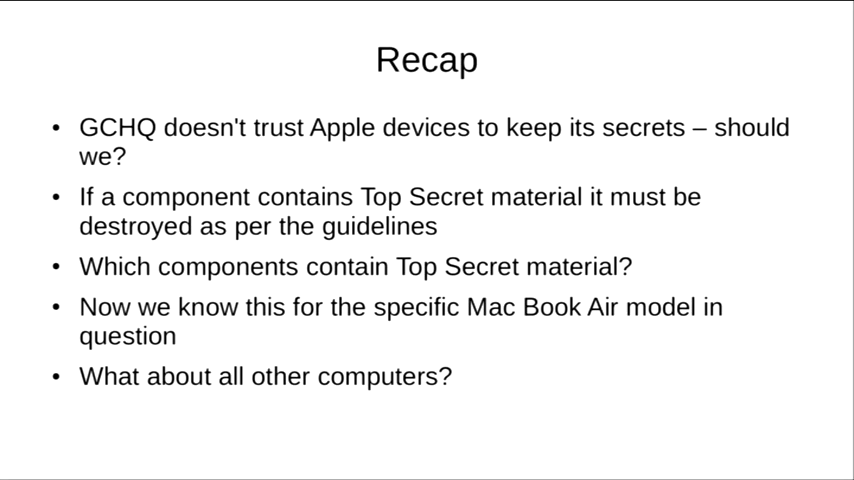 Recap
• GCHQ doesn't trust Apple devices to keep its secrets – should
we?
• If a component contains Top Secret material it must be
destroyed as per the guidelines
• Which components contain Top Secret material?
• Now we know this for the specific Mac Book Air model in
question
• What about all other computers?